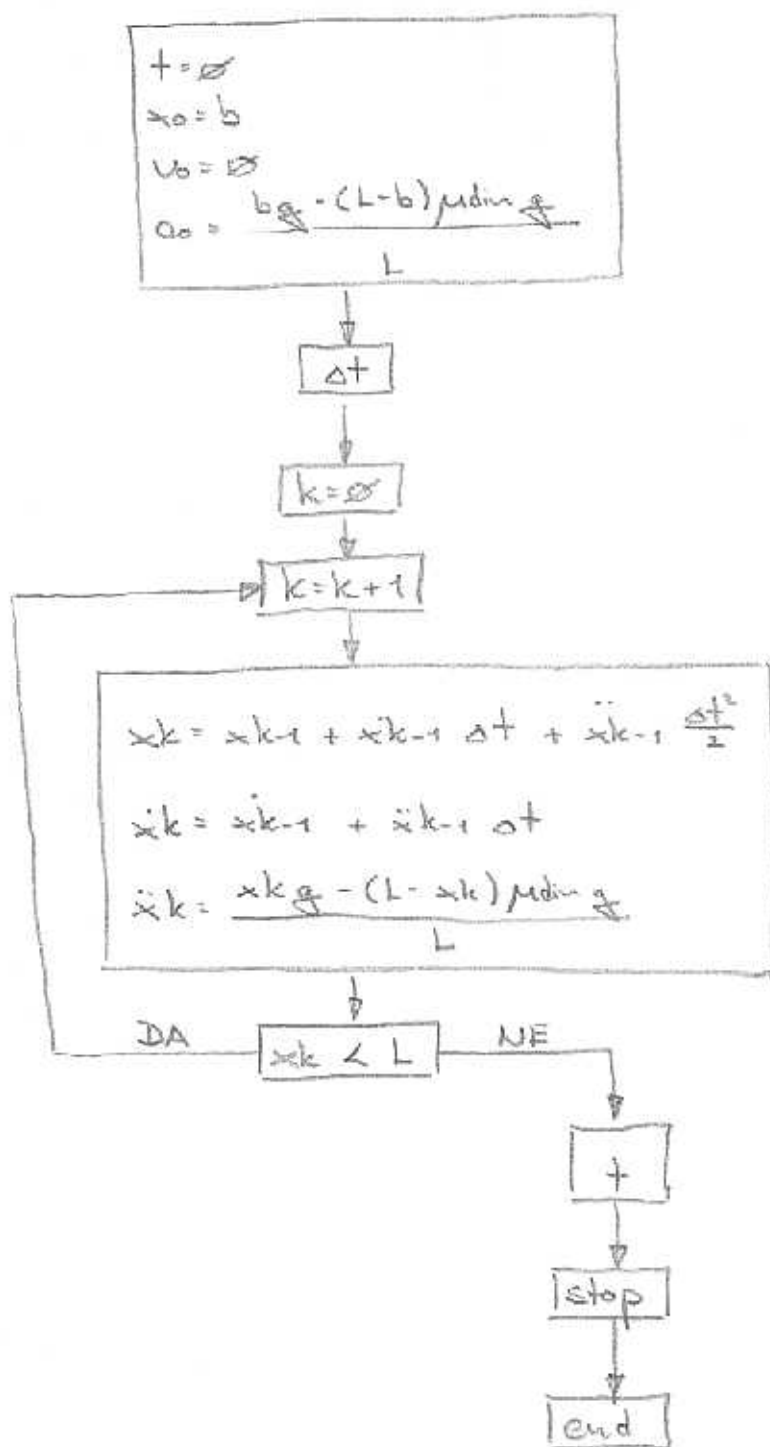 t = ∅
x0 = b
v0 = ∅
a0 = bg - (L-b) μdin g / L
Δt
k = ∅
k = k + 1
xk = xk-1 + ẋk-1 Δt + ẍk-1 Δt²/2
ẋk = ẋk-1 + ẍk-1 Δt
ẍk = xk g - (L - xk) μdin g / L
DA xk < L NE
t
stop
end